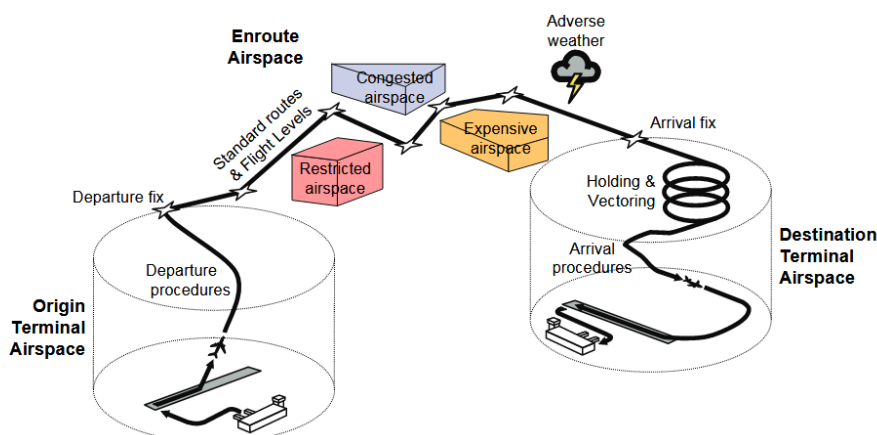 Enroute
Airspace
Adverse
weather
Congested
airspace
Standard routes
& Flight Levels
Expensive
airspace
Arrival fix
Restricted
airspace
Departure fix
Holding &
Vectoring
Departure
procedures
Arrival
procedures
Destination
Terminal
Airspace
Origin
Terminal
Airspace